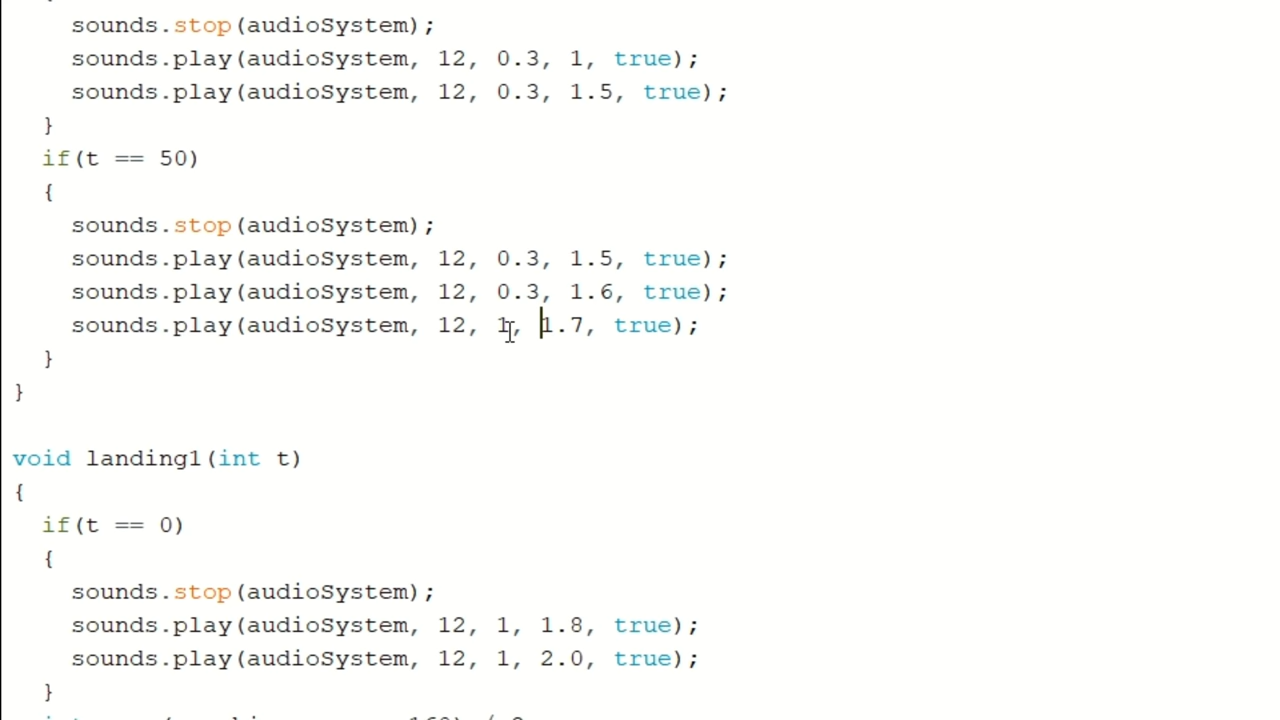 sounds.stop(audioSystem);
sounds.play(audioSystem, 12, 0.3, 1, true);
sounds.play(audioSystem, 12, 0.3, 1.5, true);
}
if(t == 50)
{
sounds.stop(audioSystem);
sounds.play(audioSystem, 12, 0.3, 1.5, true);
sounds.play(audioSystem, 12, 0.3, 1.6, true);
sounds.play(audioSystem, 12, 1, 1.7, true);
}
}
void landing1(int t)
{
if(t == 0)
{
sounds.stop(audioSystem);
sounds.play(audioSystem, 12, 1, 1.8, true);
sounds.play(audioSystem, 12, 1, 2.0, true);
}